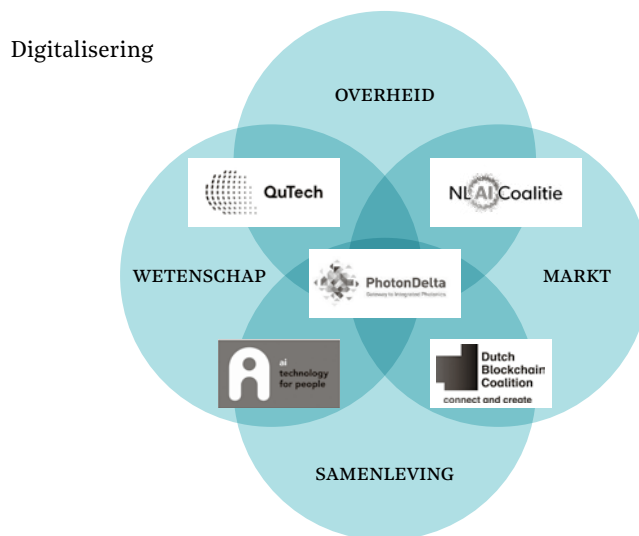 Digitalisering
OVERHEID
QuTech
NL AI Coalitie
WETENSCHAP
PhotonDelta
Gateway to Integrated Photonics
MARKT
ai
technology
for people
Dutch
Blockchain
Coalition
connect and create
SAMENLEVING